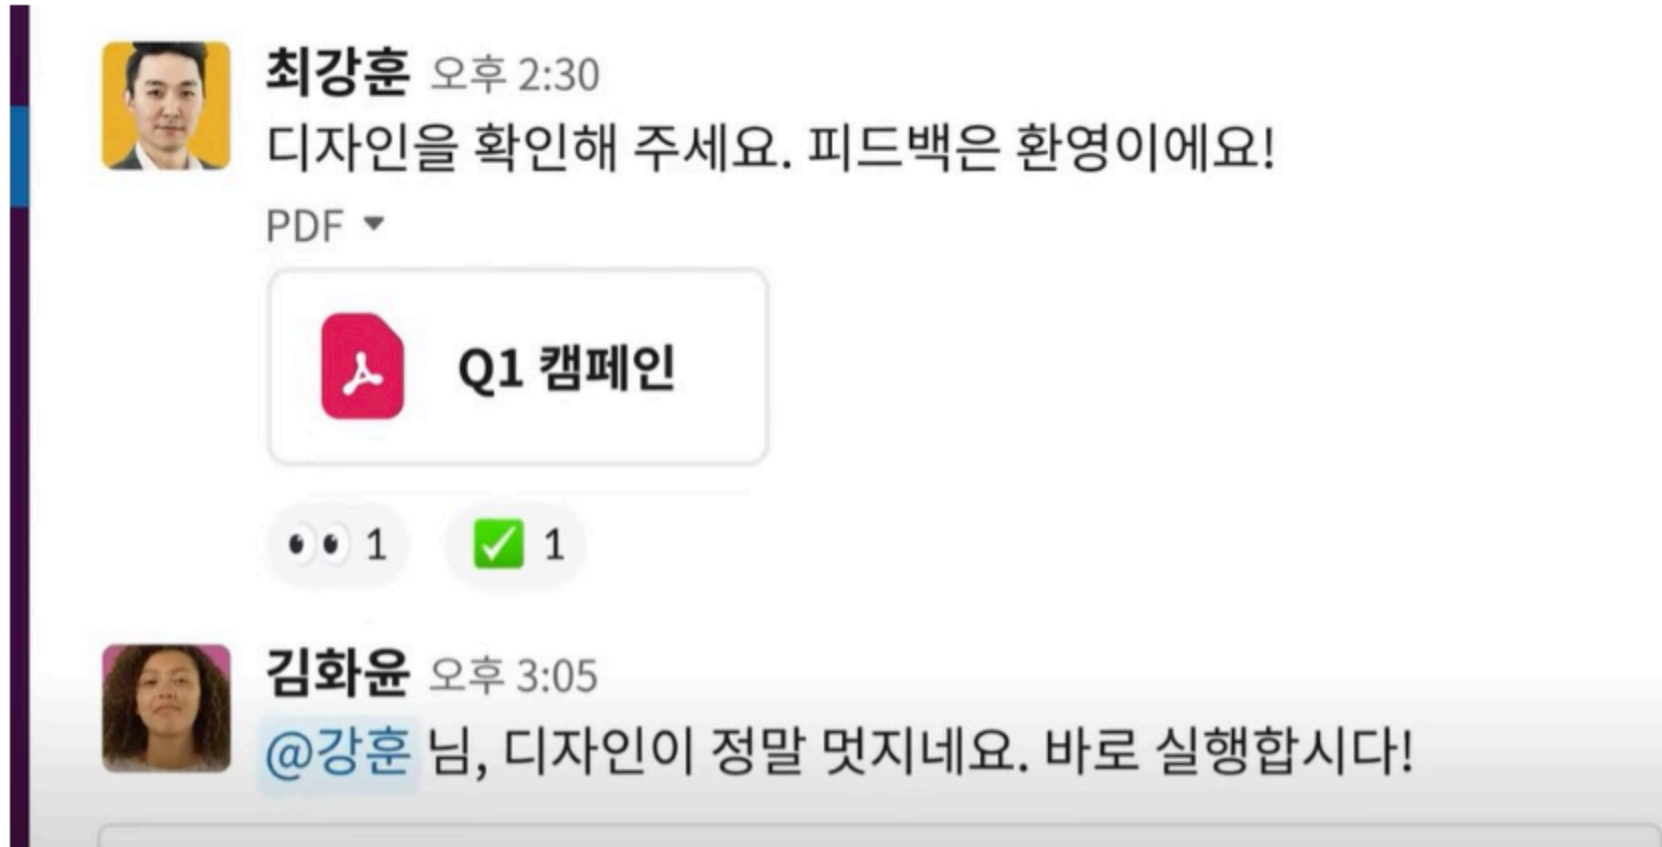 최강훈 오후 2:30
디자인을 확인해 주세요. 피드백은 환영이에요!
PDF
Q1 캠페인
1 1
김화윤 오후 3:05
@강훈 님, 디자인이 정말 멋지네요. 바로 실행합시다!